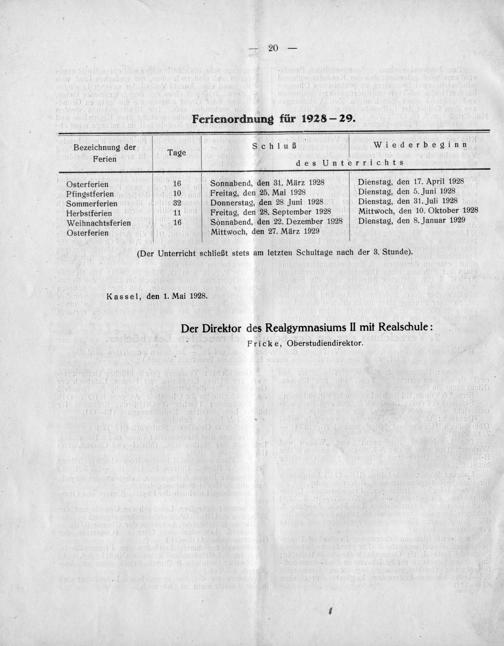 — 20 —
Ferienordnung für 1928—29.
Bezeichnung der Ferien | Tage | Schluß | Wiederbeginn
des Unterrichts
Osterferien | 16 | Sonnabend, den 31. März 1928 | Dienstag, den 17. April 1928
Pfingstferien | 10 | Freitag, den 25. Mai 1928 | Dienstag, den 5. Juni 1928
Sommerferien | 32 | Donnerstag, den 28 Juni 1928 | Dienstag, den 31. Juli 1928
Herbstferien | 11 | Freitag, den 28. September 1928 | Mittwoch, den 10. Oktober 1928
Weihnachtsferien | 16 | Sonnabend, den 22. Dezember 1928 | Dienstag, den 8. Januar 1929
Osterferien | Mittwoch, den 27. März 1929
(Der Unterricht schließt stets am letzten Schultage nach der 3. Stunde).
Kassel, den 1. Mai 1928.
Der Direktor des Realgymnasiums II mit Realschule:
Fricke, Oberstudiendirektor.